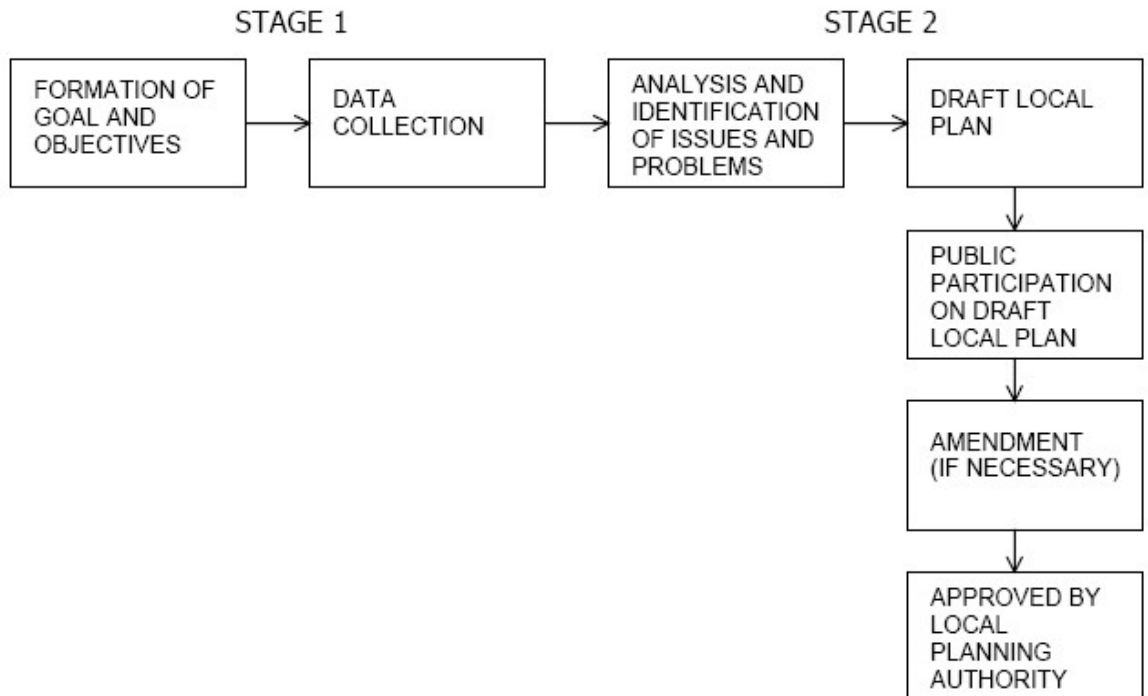 STAGE 1
STAGE 2
FORMATION OF
GOAL AND
OBJECTIVES
DATA
COLLECTION
ANALYSIS AND
IDENTIFICATION
OF ISSUES AND
PROBLEMS
DRAFT LOCAL
PLAN
PUBLIC
PARTICIPATION
ON DRAFT
LOCAL PLAN
AMENDMENT
(IF NECESSARY)
APPROVED BY
LOCAL
PLANNING
AUTHORITY